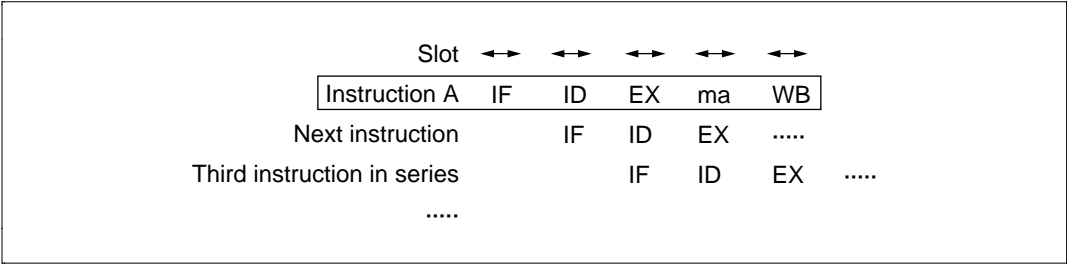 Slot
Instruction A IF ID EX ma WB
Next instruction IF ID EX .....
Third instruction in series IF ID EX .....
.....